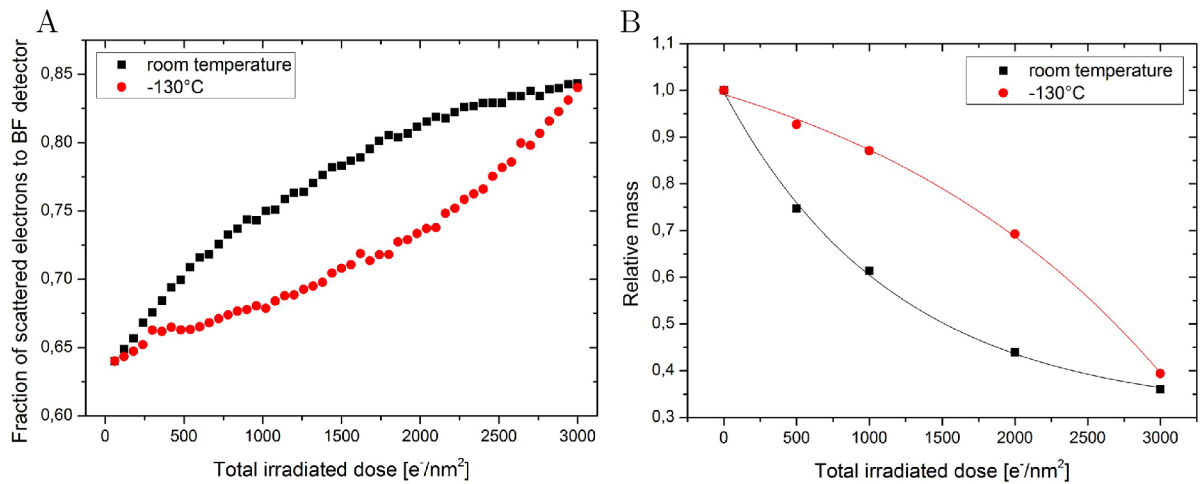 A
Fraction of scattered electrons to BF detector
room temperature
-130°C
0,85
0,80
0,75
0,70
0,65
0,60
0 500 1000 1500 2000 2500 3000
Total irradiated dose [e⁻/nm²]
B
Relative mass
room temperature
-130°C
1,1
1,0
0,9
0,8
0,7
0,6
0,5
0,4
0,3
0 500 1000 1500 2000 2500 3000
Total irradiated dose [e⁻/nm²]